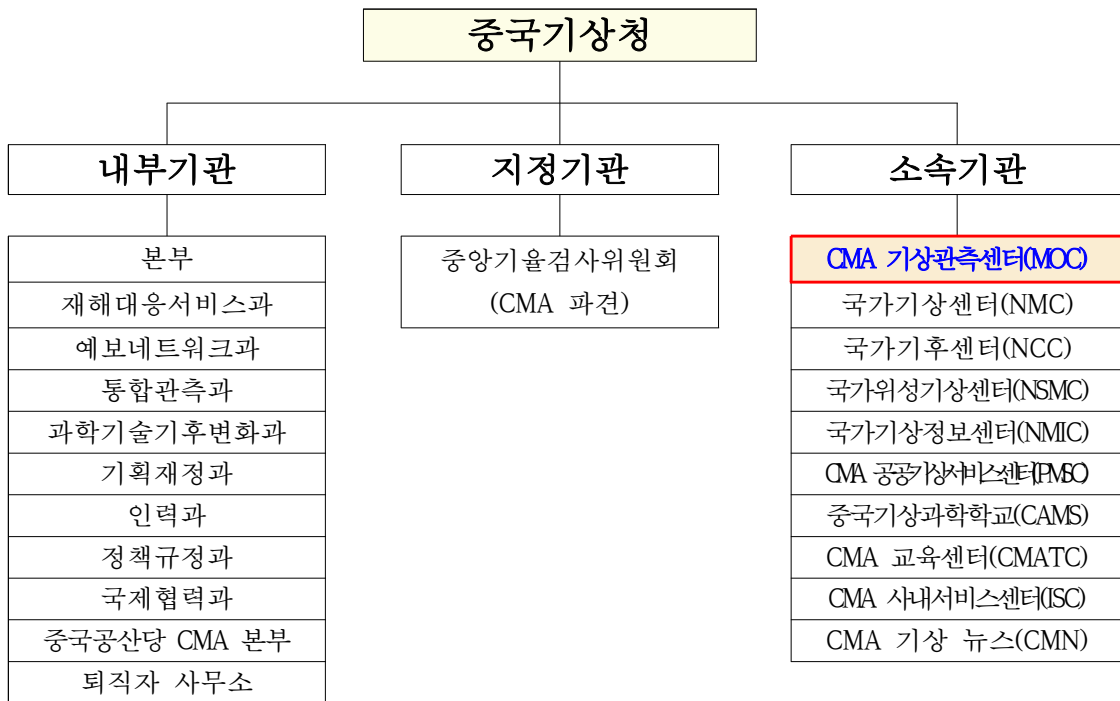 중국기상청
내부기관
지정기관
소속기관
본부
재해대응서비스과
예보네트워크과
통합관측과
과학기술기후변화과
기획재정과
인력과
정책규정과
국제협력과
중국공산당 CMA 본부
퇴직자 사무소
중앙기율검사위원회
(CMA 파견)
CMA 기상관측센터(MOC)
국가기상센터(NMC)
국가기후센터(NCC)
국가위성기상센터(NSMC)
국가기상정보센터(NMIC)
CMA 공공기상서비스센터(PMSC)
중국기상과학학교(CAMS)
CMA 교육센터(CMATC)
CMA 사내서비스센터(ISC)
CMA 기상 뉴스(CMN)